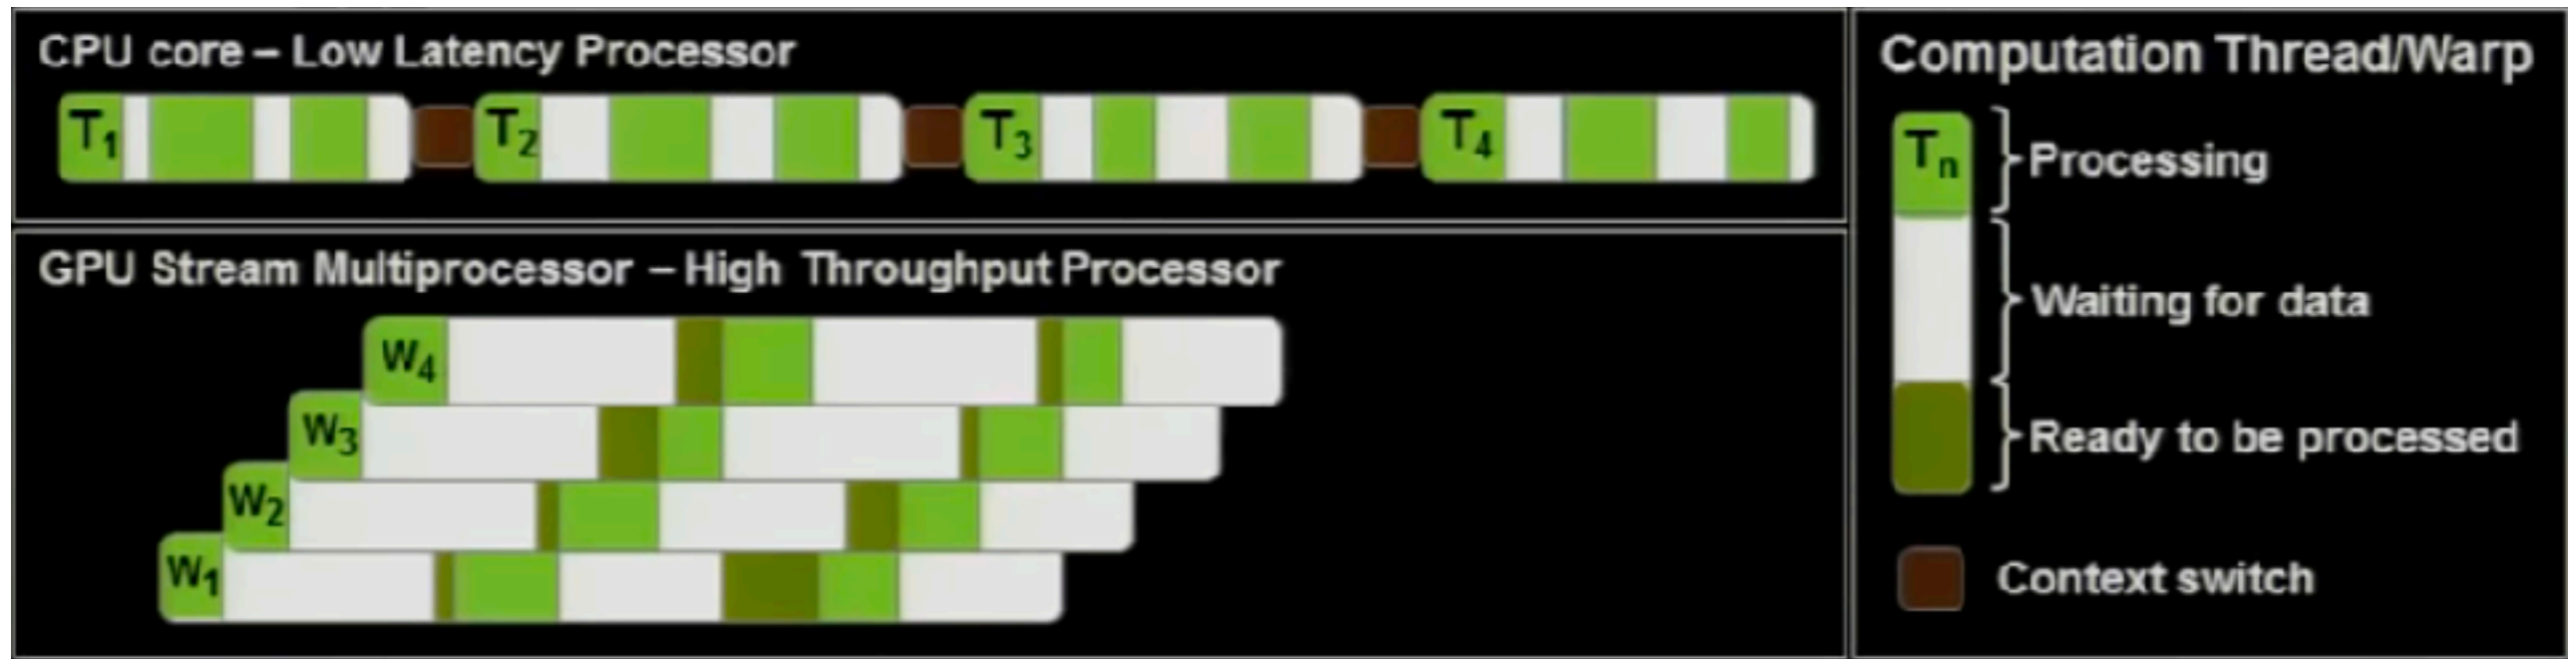 CPU core – Low Latency Processor
T1 T2 T3 T4
GPU Stream Multiprocessor – High Throughput Processor
W4
W3
W2
W1
Computation Thread/Warp
Tn
Processing
Waiting for data
Ready to be processed
Context switch